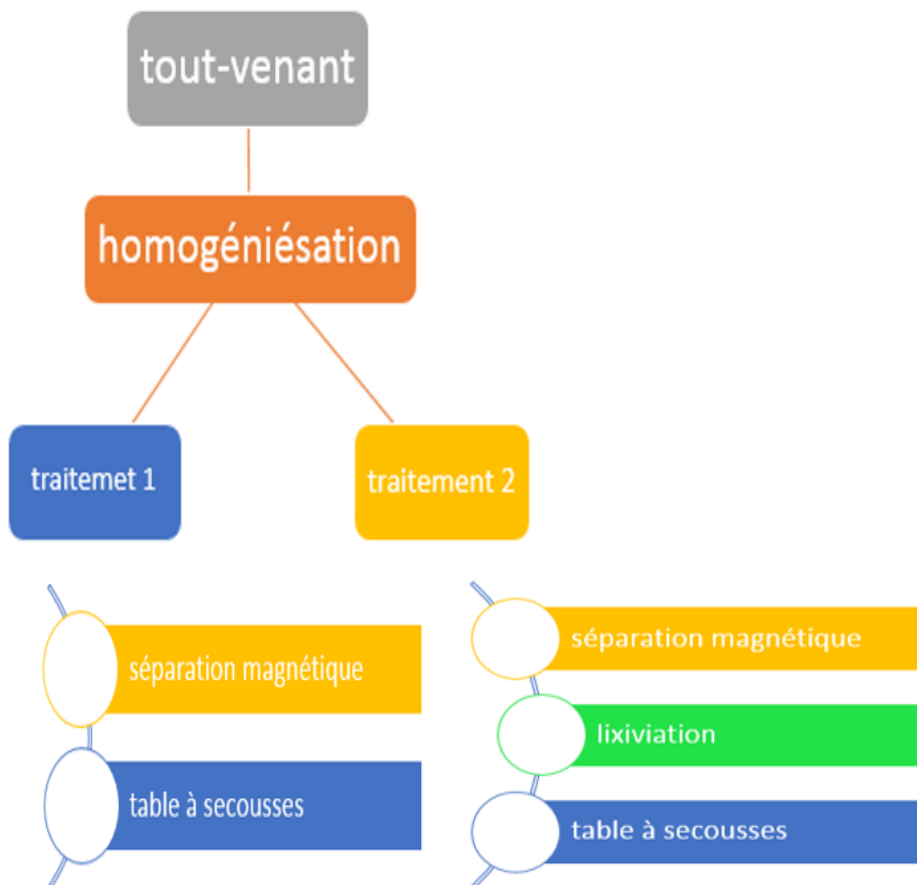 tout-venant
homogéniésation
traitemet 1
traitement 2
séparation magnétique
table à secousses
séparation magnétique
lixiviation
table à secousses